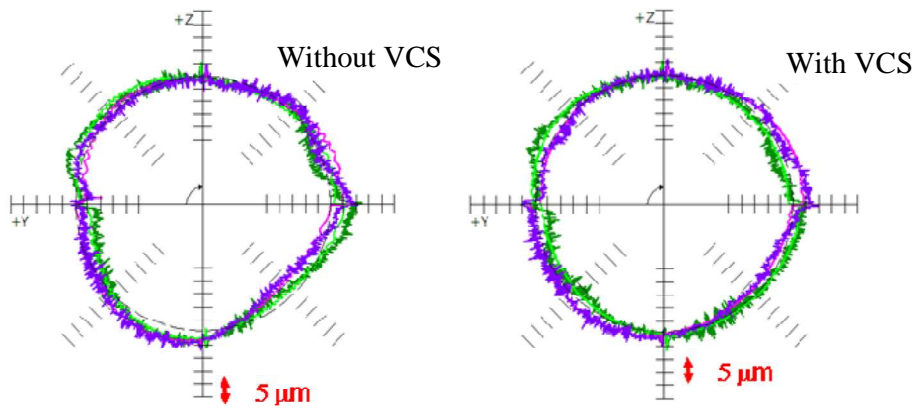 +Z
Without VCS
+Y
5 µm
+Z
With VCS
+Y
5 µm